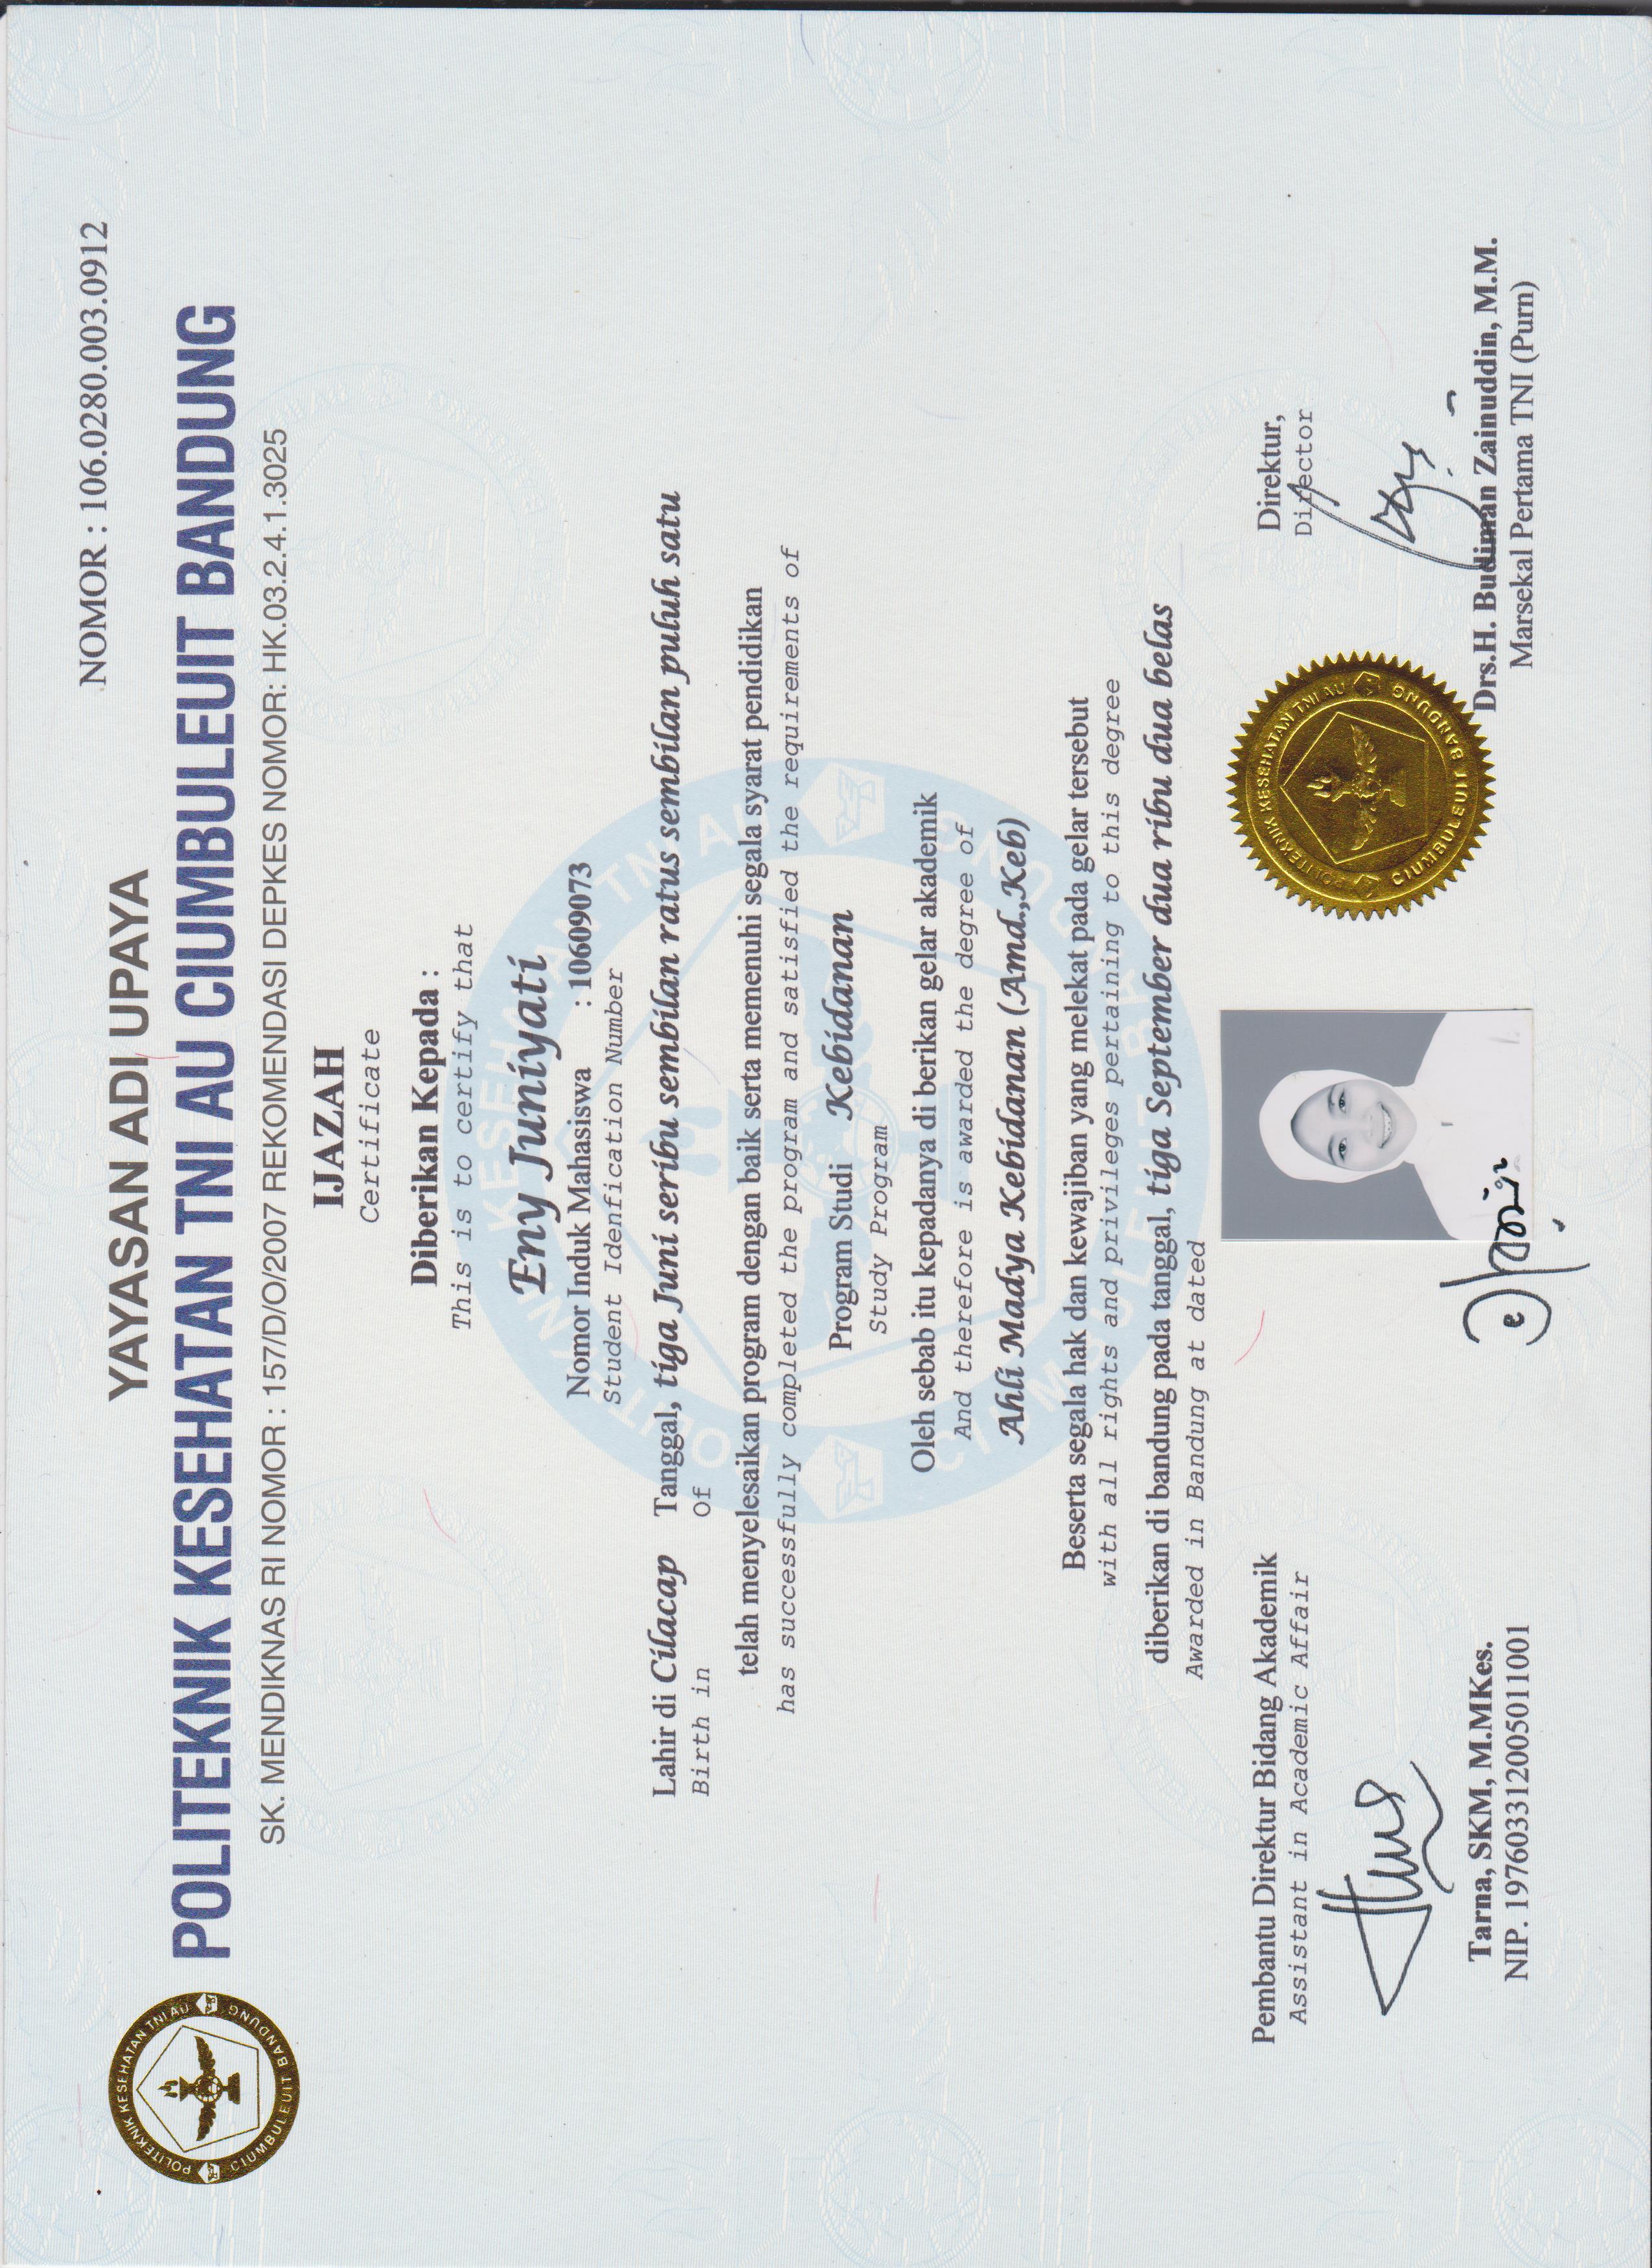 NOMOR : 106.0280.003.0912
YAYASAN ADI UPAYA
POLITEKNIK KESEHATAN TNI AU CIUMBULEUIT BANDUNG
POLITEKNIK KESEHATAN TNI AU
CIUMBULEUIT BANDUNG
SK. MENDIKNAS RI NOMOR : 157/D/O/2007 REKOMENDASI DEPKES NOMOR: HK.03.2.4.1.3025
IJAZAH
Certificate
Diberikan Kepada :
This is to certify that
Eny Juniyati
Nomor Induk Mahasiswa : 10609073
Student Idenfication Number
Lahir di Cilacap Tanggal, tiga Juni seribu sembilan ratus sembilan puluh satu
Birth in Of
telah menyelesaikan program dengan baik serta memenuhi segala syarat pendidikan
has successfully completed the program and satisfied the requirements of
Program Studi Kebidanan
Study Program
Oleh sebab itu kepadanya di berikan gelar akademik
And therefore is awarded the degree of
Ahli Madya Kebidanan (Amd.,Keb)
Beserta segala hak dan kewajiban yang melekat pada gelar tersebut
with all rights and privileges pertaining to this degree
diberikan di bandung pada tanggal, tiga September dua ribu dua belas
Awarded in Bandung at dated
Pembantu Direktur Bidang Akademik
Assistant in Academic Affair
Tarna, SKM, M.MKes.
NIP. 197603312005011001
POLITEKNIK KESEHATAN TNI AU
CIUMBULEUIT BANDUNG
Direktur,
Director
Drs.H. Budiman Zainuddin, M.M.
Marsekal Pertama TNI (Purn)